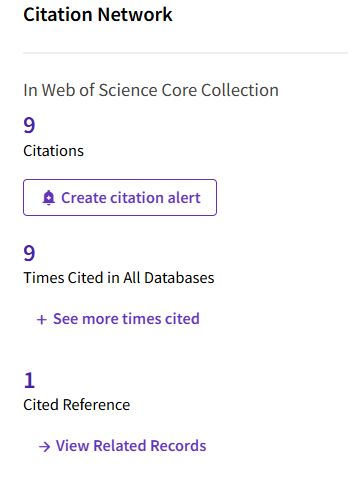 Citation Network
In Web of Science Core Collection
9
Citations
Create citation alert
9
Times Cited in All Databases
+ See more times cited
1
Cited Reference
→ View Related Records